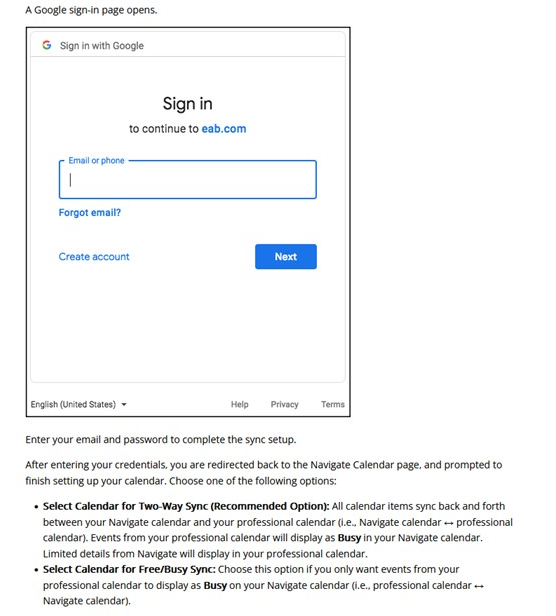 A Google sign-in page opens.
Sign in with Google
Sign in
to continue to eab.com
Email or phone
Forgot email?
Create account
Next
English (United States)
Help
Privacy
Terms
Enter your email and password to complete the sync setup.
After entering your credentials, you are redirected back to the Navigate Calendar page, and prompted to
finish setting up your calendar. Choose one of the following options:
• Select Calendar for Two-Way Sync (Recommended Option): All calendar items sync back and forth
between your Navigate calendar and your professional calendar (i.e., Navigate calendar ↔ professional
calendar). Events from your professional calendar will display as Busy in your Navigate calendar.
Limited details from Navigate will display in your professional calendar.
• Select Calendar for Free/Busy Sync: Choose this option if you only want events from your
professional calendar to display as Busy on your Navigate calendar (i.e., professional calendar ↔
Navigate calendar).